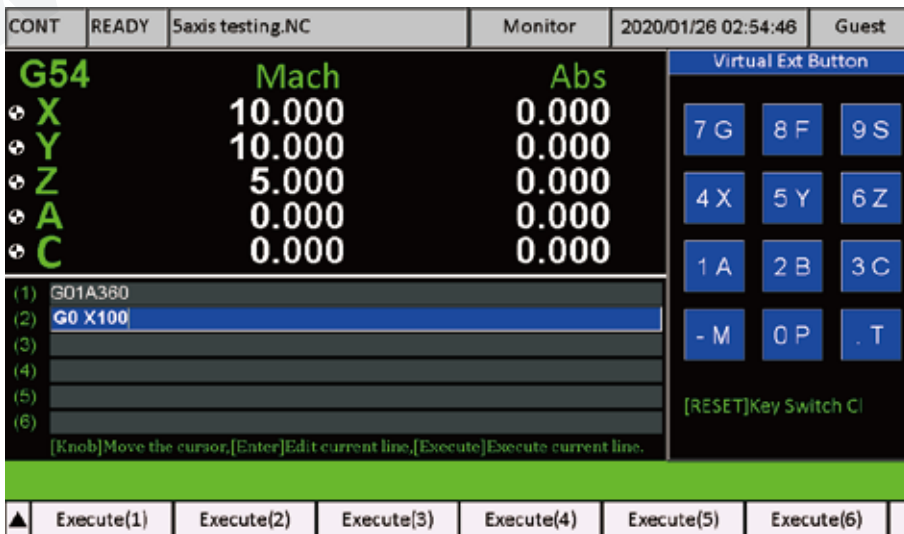 CONT READY 5axis testing.NC Monitor 2020/01/26 02:54:46 Guest
G54 Mach Abs
X 10.000 0.000
Y 10.000 0.000
Z 5.000 0.000
A 0.000 0.000
C 0.000 0.000
(1) G01A360
(2) G0 X100
(3)
(4)
(5)
(6)
[Knob]Move the cursor,[Enter]Edit current line,[Execute]Execute current line.
Virtual Ext Button
7 G 8 F 9 S
4 X 5 Y 6 Z
1 A 2 B 3 C
- M 0 P . T
[RESET]Key Switch Cl
▲ Execute(1) Execute(2) Execute(3) Execute(4) Execute(5) Execute(6)